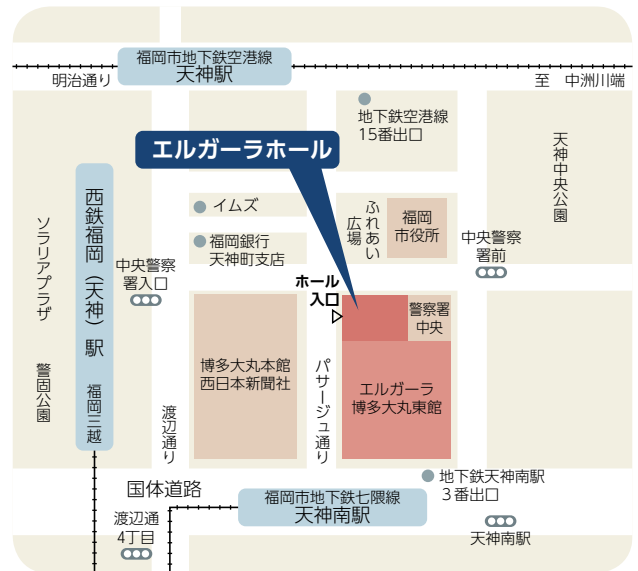 福岡市地下鉄空港線
天神駅
明治通り
至 中洲川端
地下鉄空港線
15番出口
エルガーラホール
天神中央公園
西鉄福岡（天神）駅
福岡三越
ソラリアプラザ
警固公園
イムズ
福岡銀行
天神町支店
ふれあい
広場
福岡
市役所
中央警察
署前
中央警察
署入口
ホール
入口
警察署
中央
博多大丸本館
西日本新聞社
パサージュ通り
エルガーラ
博多大丸東館
渡辺通り
国体道路
地下鉄天神南駅
３番出口
福岡市地下鉄七隈線
天神南駅
渡辺通
4丁目
天神南駅